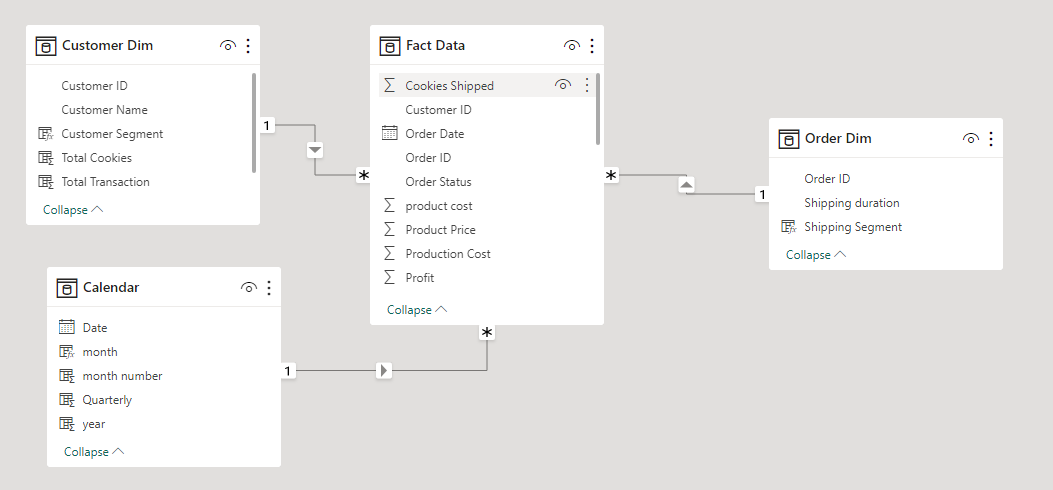 Customer Dim
Customer ID
Customer Name
Customer Segment
Total Cookies
Total Transaction
Collapse
1
*
Fact Data
Σ Cookies Shipped
Customer ID
Order Date
Order ID
Order Status
Σ product cost
Σ Product Price
Σ Production Cost
Σ Profit
Collapse
*
*
1
Order Dim
Order ID
Shipping duration
Shipping Segment
Collapse
Calendar
Date
month
month number
Quarterly
year
Collapse
1